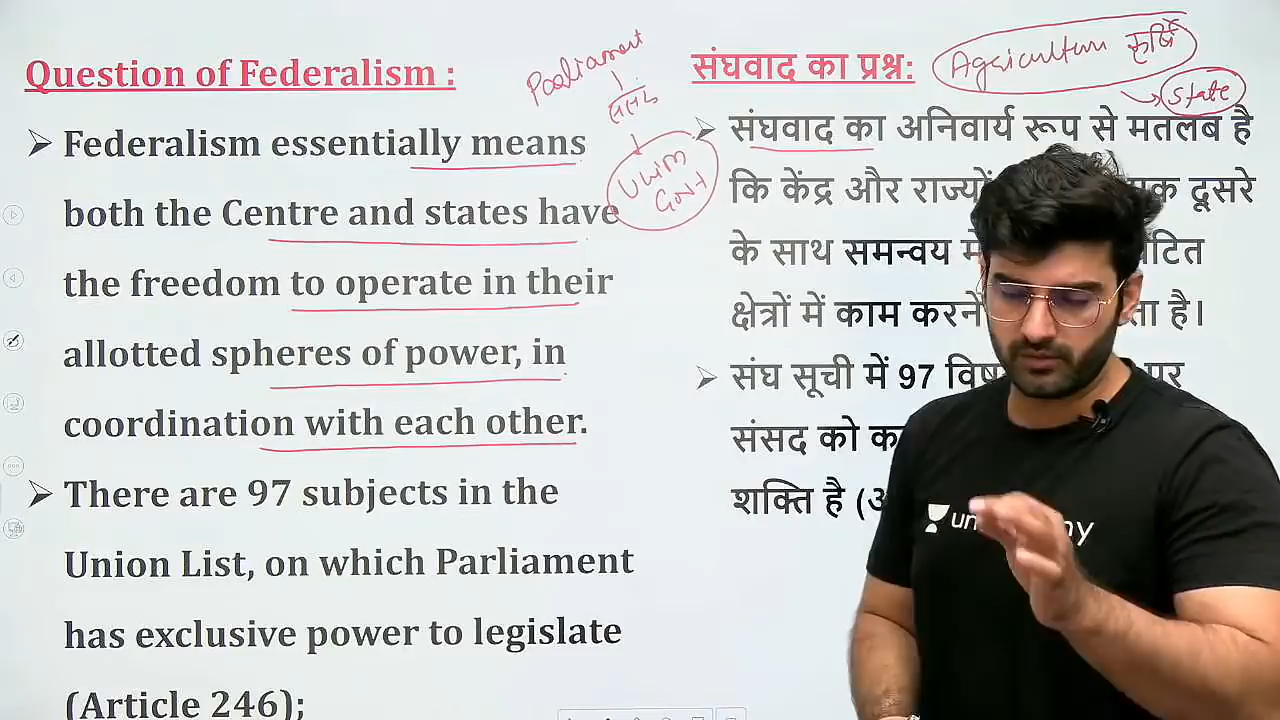 Question of Federalism :
➤ Federalism essentially means
both the Centre and states have
the freedom to operate in their
allotted spheres of power, in
coordination with each other.
➤ There are 97 subjects in the
Union List, on which Parliament
has exclusive power to legislate
(Article 246);
Parliament
Union
Govt
संघवाद का प्रश्न:
Agriculture कृषि
State
➤ संघवाद का अनिवार्य रूप से मतलब है
कि केंद्र और राज्यों दूसरे
के साथ समन्वय
क्षेत्रों में काम करने है।
➤ संघ सूची में 97 पर
संसद को
शक्ति है